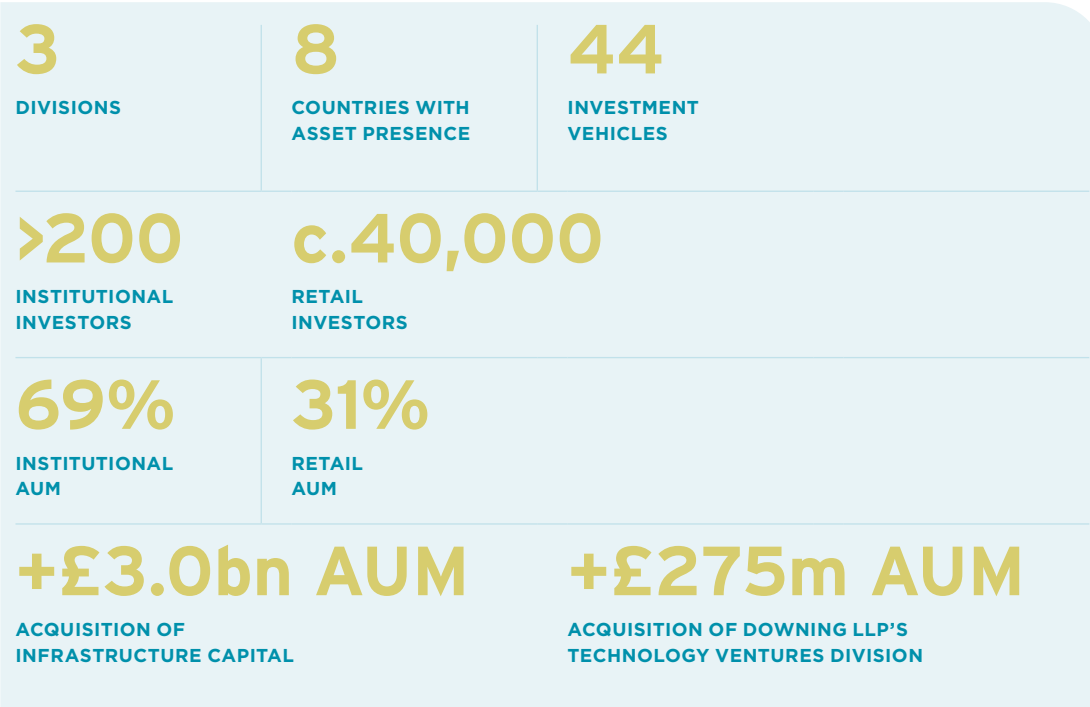 3
DIVISIONS
8
COUNTRIES WITH
ASSET PRESENCE
44
INVESTMENT
VEHICLES
>200
INSTITUTIONAL
INVESTORS
c.40,000
RETAIL
INVESTORS
69%
INSTITUTIONAL
AUM
31%
RETAIL
AUM
+£3.0bn AUM
ACQUISITION OF
INFRASTRUCTURE CAPITAL
+£275m AUM
ACQUISITION OF DOWNING LLP’S
TECHNOLOGY VENTURES DIVISION